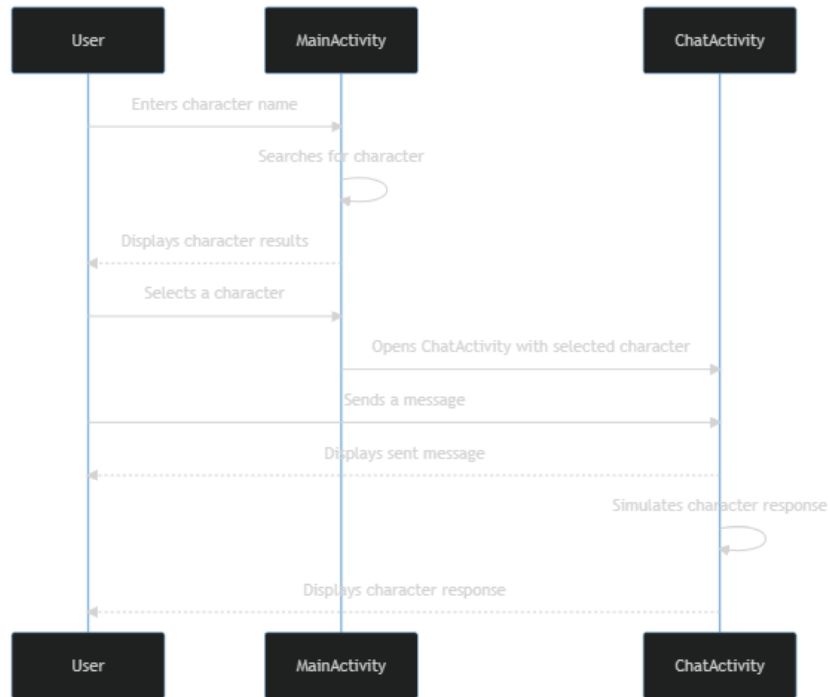 User
MainActivity
ChatActivity
Enters character name
Searches for character
Displays character results
Selects a character
Opens ChatActivity with selected character
Sends a message
Displays sent message
Simulates character response
Displays character response
User
MainActivity
ChatActivity